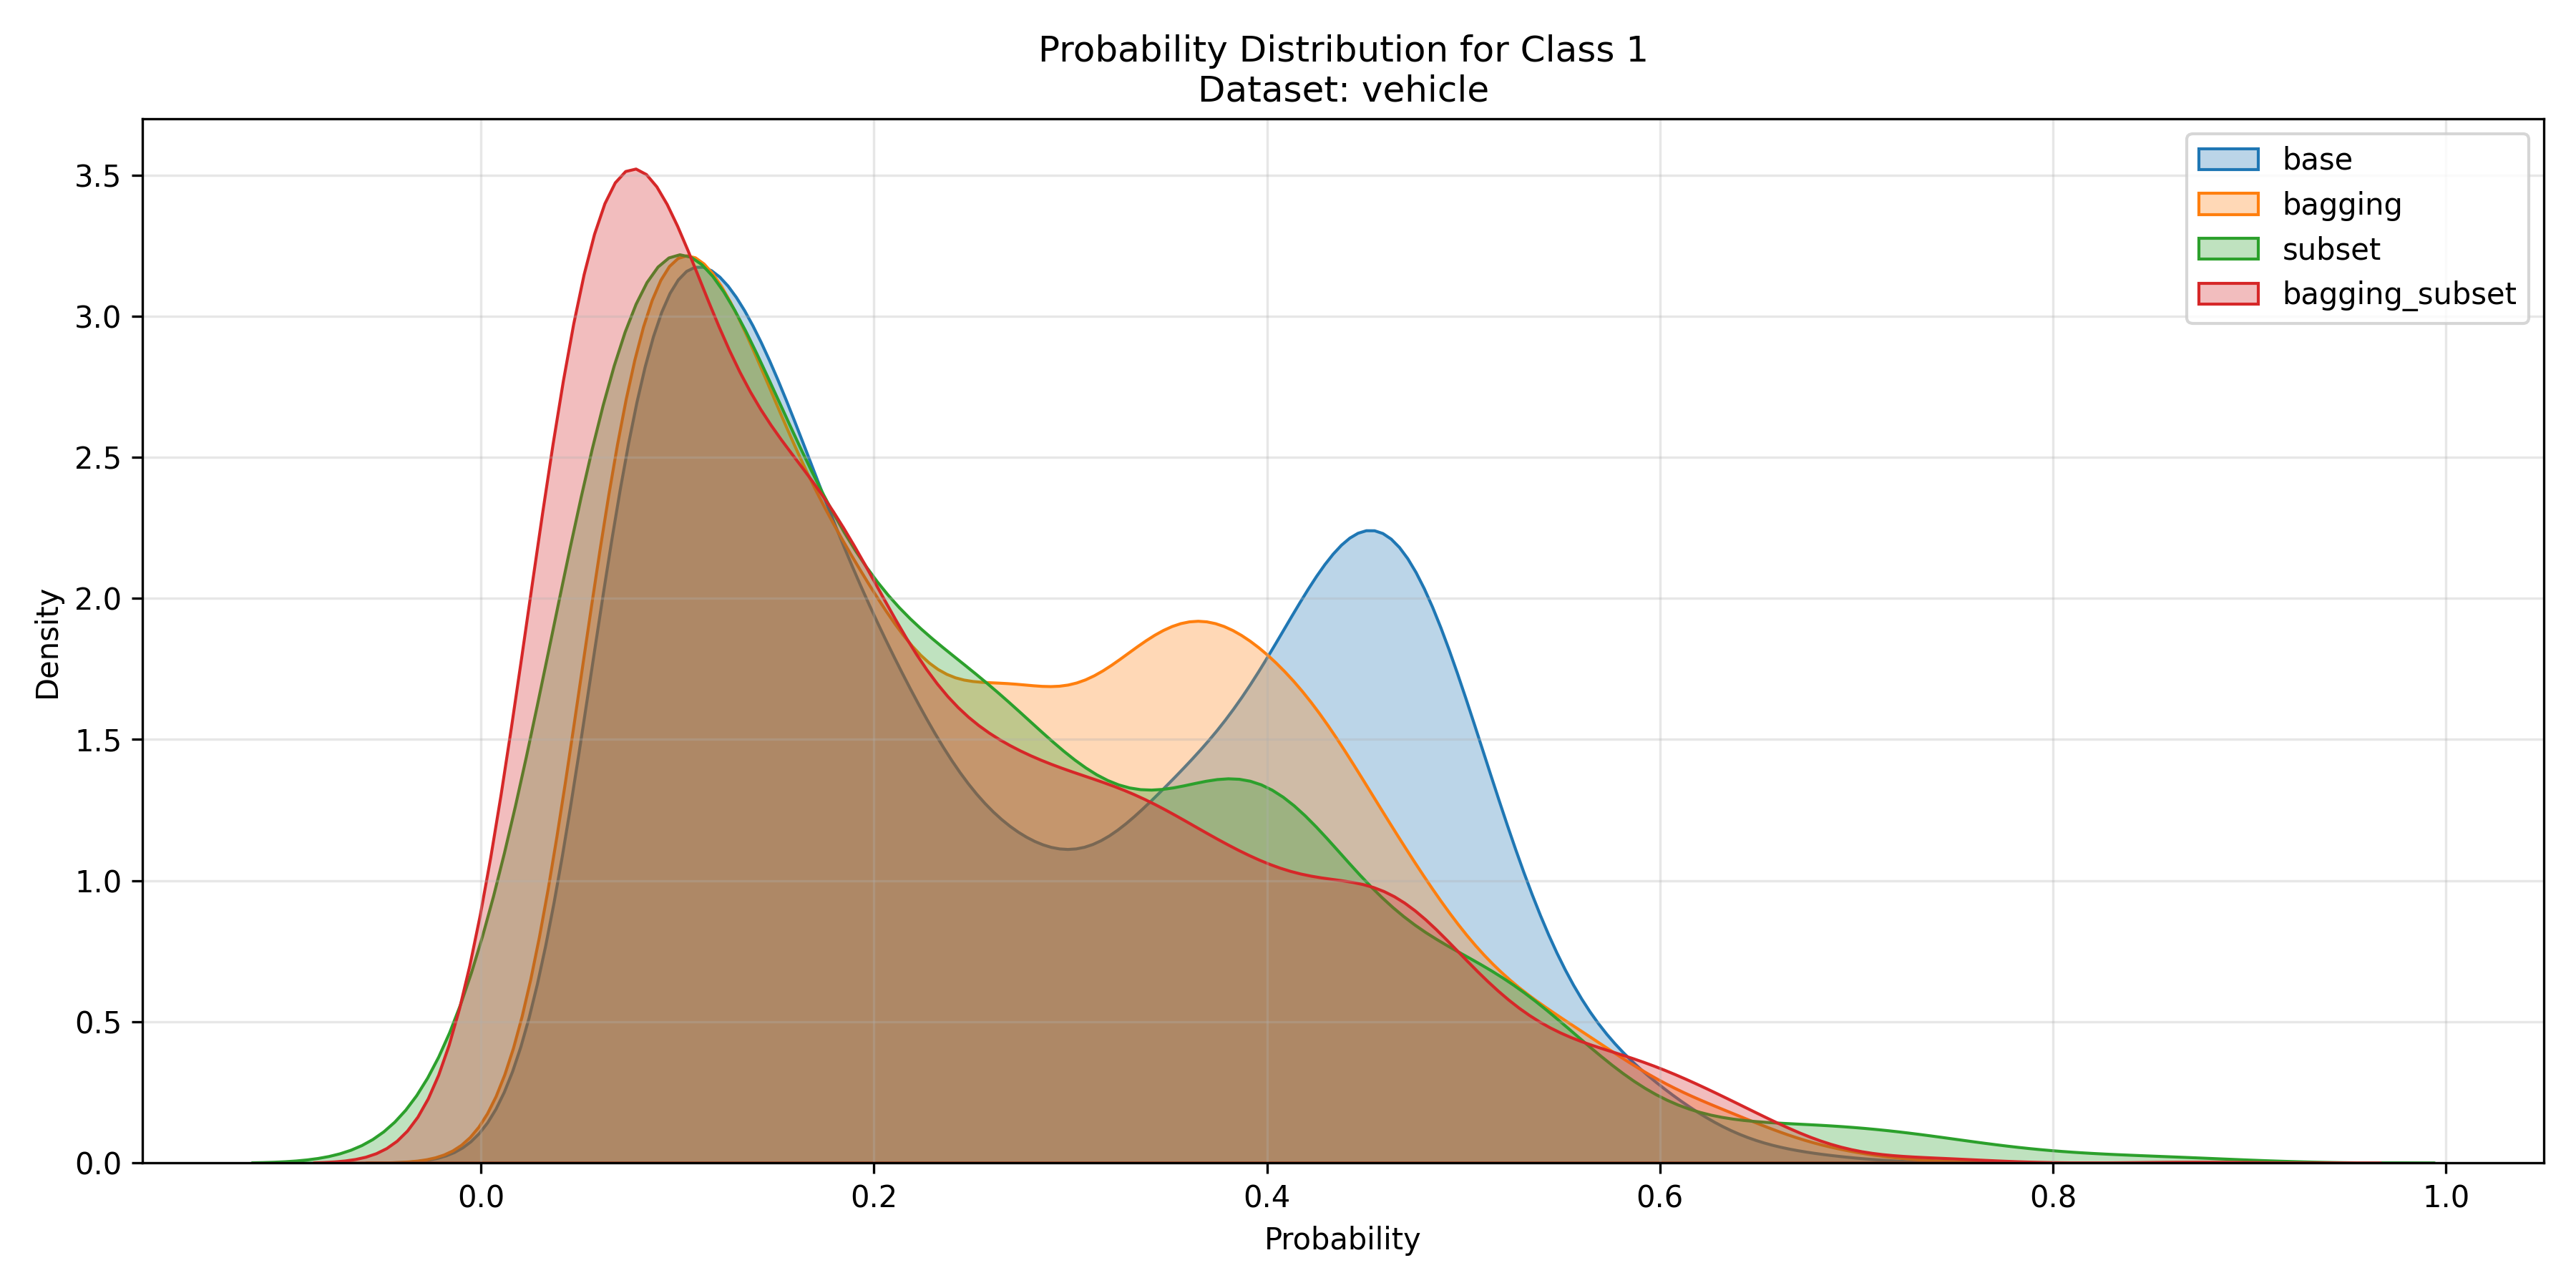 Probability Distribution for Class 1
Dataset: vehicle
base
bagging
subset
bagging_subset
Density
3.5
3.0
2.5
2.0
1.5
1.0
0.5
0.0
0.0 0.2 0.4 0.6 0.8 1.0
Probability